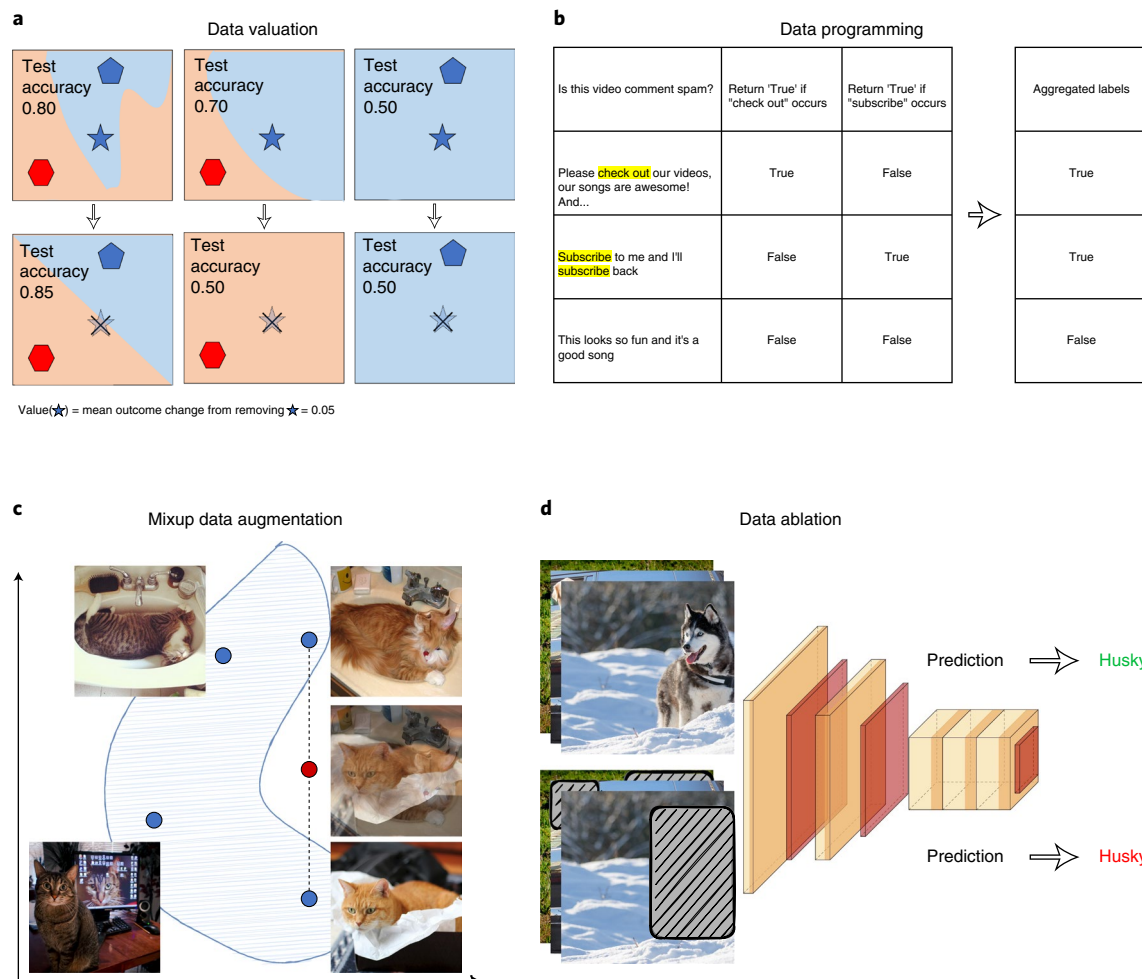 a
Data valuation
Test
accuracy
0.80
Test
accuracy
0.70
Test
accuracy
0.50
Test
accuracy
0.85
Test
accuracy
0.50
Test
accuracy
0.50
Value(★) = mean outcome change from removing ★ = 0.05
b
Data programming
Is this video comment spam?
Return 'True' if
"check out" occurs
Return 'True' if
"subscribe" occurs
Aggregated labels
Please check out our videos,
our songs are awesome!
And...
True
False
True
Subscribe to me and I'll
subscribe back
False
True
True
This looks so fun and it's a
good song
False
False
False
c
Mixup data augmentation
d
Data ablation
Prediction
Husky
Prediction
Husky